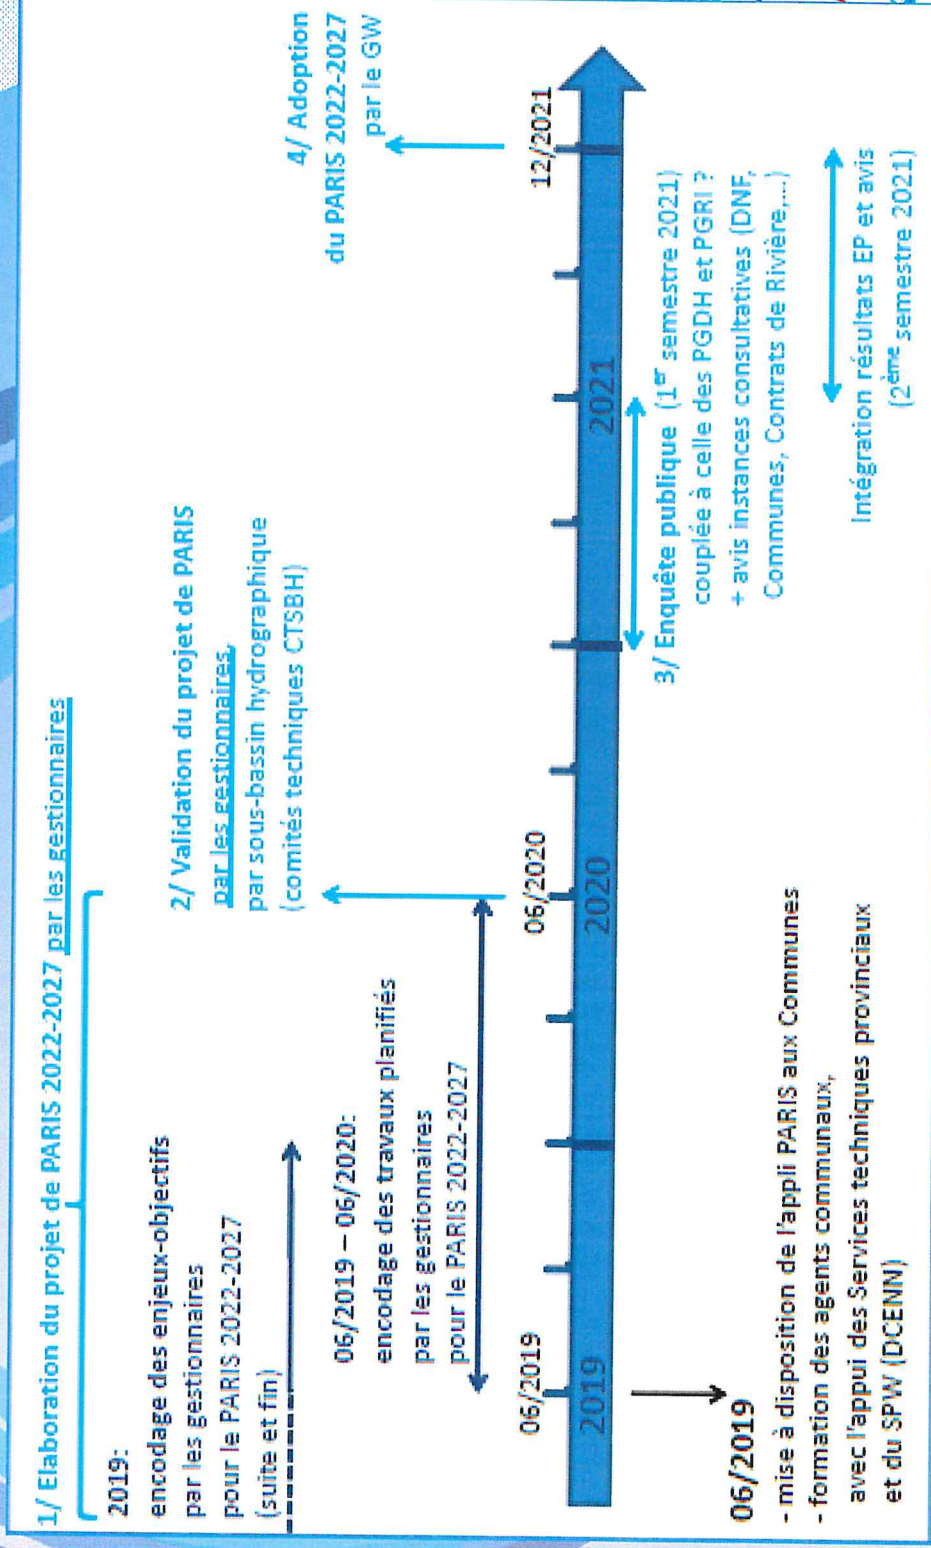 1/ Elaboration du projet de PARIS 2022-2027 par les gestionnaires
2019:
encodage des enjeux-objectifs
par les gestionnaires
pour le PARIS 2022-2027
(suite et fin)
06/2019 – 06/2020:
encodage des travaux planifiés
par les gestionnaires
pour le PARIS 2022-2027
2/ Validation du projet de PARIS
par les gestionnaires,
par sous-bassin hydrographique
(comités techniques CTSBH)
4/ Adoption
du PARIS 2022-2027
par le GW
06/2019
06/2020
12/2021
2019
2020
2021
06/2019
- mise à disposition de l'appli PARIS aux Communes
- formation des agents communaux,
avec l'appui des Services techniques provinciaux
et du SPW (DCENN)
3/ Enquête publique (1er semestre 2021)
couplée à celle des PGDH et PGRI ?
+ avis instances consultatives (DNF,
Communes, Contrats de Rivière,...)
Intégration résultats EP et avis
(2ème semestre 2021)